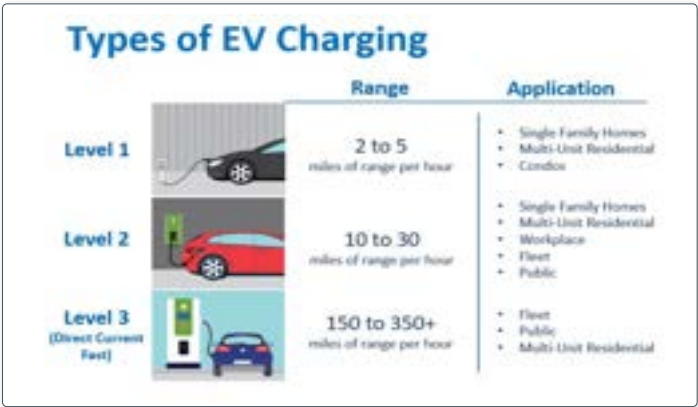 Types of EV Charging
Range
Application
Level 1
2 to 5
miles of range per hour
• Single Family Homes
• Multi-Unit Residential
• Condos
Level 2
10 to 30
miles of range per hour
• Single Family Homes
• Multi-Unit Residential
• Workplace
• Fleet
• Public
Level 3
(Direct Current
Fast)
150 to 350+
miles of range per hour
• Fleet
• Public
• Multi-Unit Residential